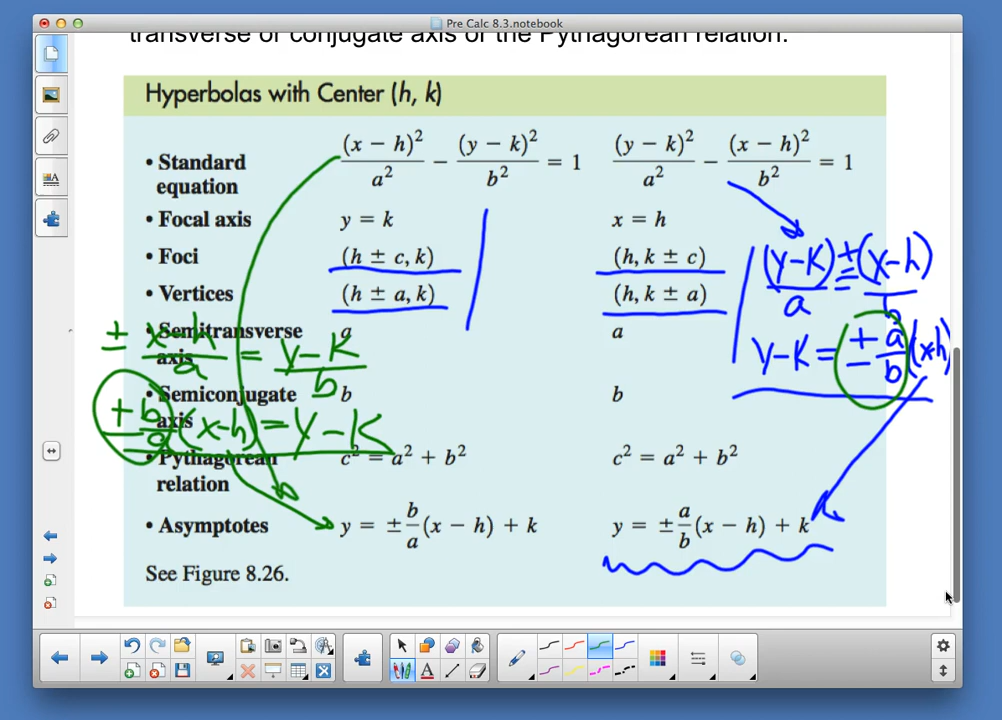 Pre Calc 8.3.notebook
transverse or conjugate axis or the Pythagorean relation.
Hyperbolas with Center (h, k)
• Standard equation (x − h)²/a² − (y − k)²/b² = 1 (y − k)²/a² − (x − h)²/b² = 1
• Focal axis y = k x = h
• Foci (h ± c, k) (h, k ± c)
• Vertices (h ± a, k) (h, k ± a)
(y−k)/a = ±(x−h)/b
• Semitransverse axis a a
± (x−h)/a = (y−k)/b
y−k = ± a/b (x-h)
• Semiconjugate axis b b
± b/a (x−h) = y−k
• Pythagorean relation c² = a² + b² c² = a² + b²
• Asymptotes y = ± b/a (x − h) + k y = ± a/b (x − h) + k
See Figure 8.26.
A